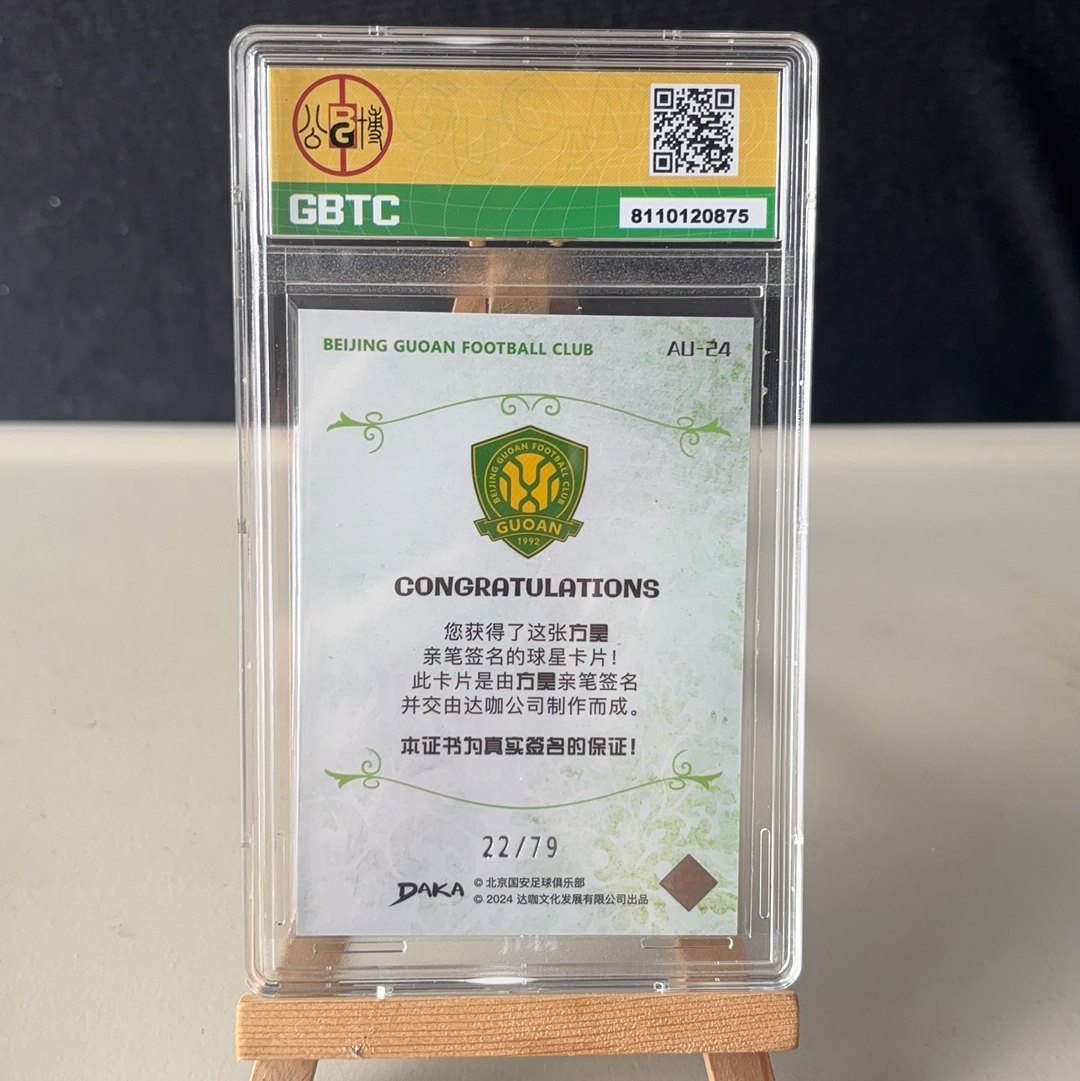 公 BG 博
GBTC
8110120875
BEIJING GUOAN FOOTBALL CLUB
AU-24
BEIJING GUOAN FOOTBALL CLUB
GUOAN
1992
CONGRATULATIONS
您获得了这张方昊
亲笔签名的球星卡片！
此卡片是由方昊亲笔签名
并交由达咖公司制作而成。
本证书为真实签名的保证！
22/79
DAKA
© 北京国安足球俱乐部
© 2024 达咖文化发展有限公司出品